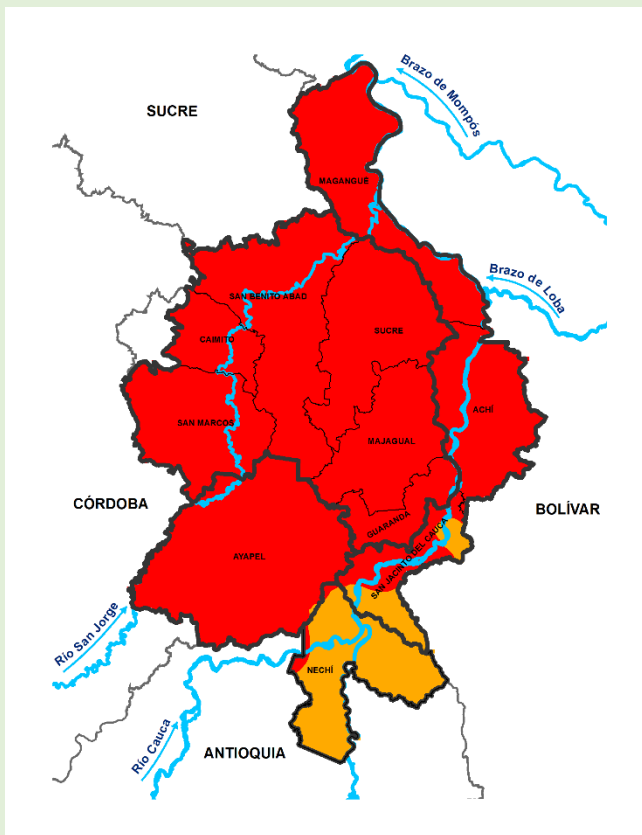 Brazo de Mompós
SUCRE
MAGANGUÉ
Brazo de Loba
SAN BENITO ABAD
SUCRE
CAIMITO
ACHÍ
SAN MARCOS
MAJAGUAL
CÓRDOBA
BOLÍVAR
GUARANDA
AYAPEL
SAN JACINTO DEL CAUCA
Río San Jorge
NECHÍ
Río Cauca
ANTIOQUIA